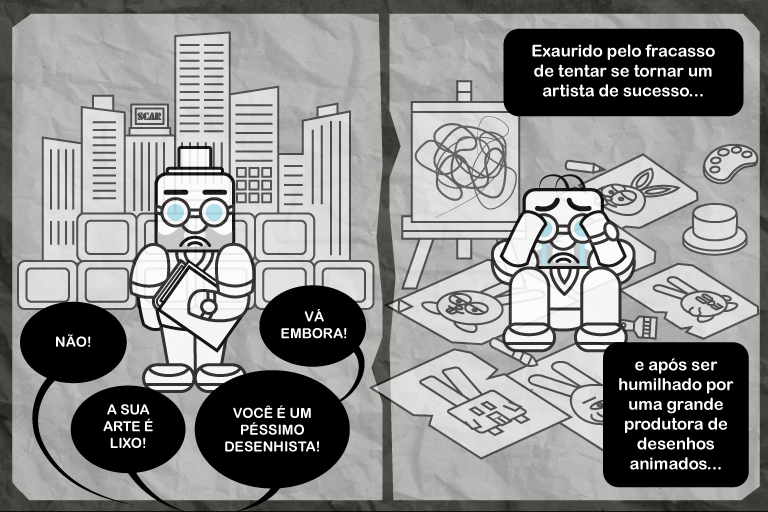 SCAR
NÃO!
VÁ
EMBORA!
A SUA
ARTE É
LIXO!
VOCÊ É UM
PÉSSIMO
DESENHISTA!
Exaurido pelo fracasso
de tentar se tornar um
artista de sucesso...
e após ser
humilhado por
uma grande
produtora de
desenhos
animados...